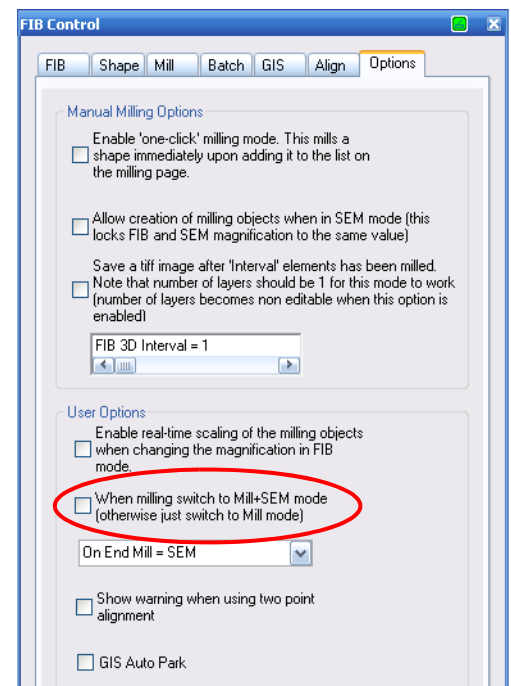 FIB Control
FIB Shape Mill Batch GIS Align Options
Manual Milling Options
Enable 'one-click' milling mode. This mills a
shape immediately upon adding it to the list on
the milling page.
Allow creation of milling objects when in SEM mode (this
locks FIB and SEM magnification to the same value)
Save a tiff image after 'Interval' elements has been milled.
Note that number of layers should be 1 for this mode to work
(number of layers becomes non editable when this option is
enabled)
FIB 3D Interval = 1
User Options
Enable real-time scaling of the milling objects
when changing the magnification in FIB
mode.
When milling switch to Mill+SEM mode
(otherwise just switch to Mill mode)
On End Mill = SEM
Show warning when using two point
alignment
GIS Auto Park